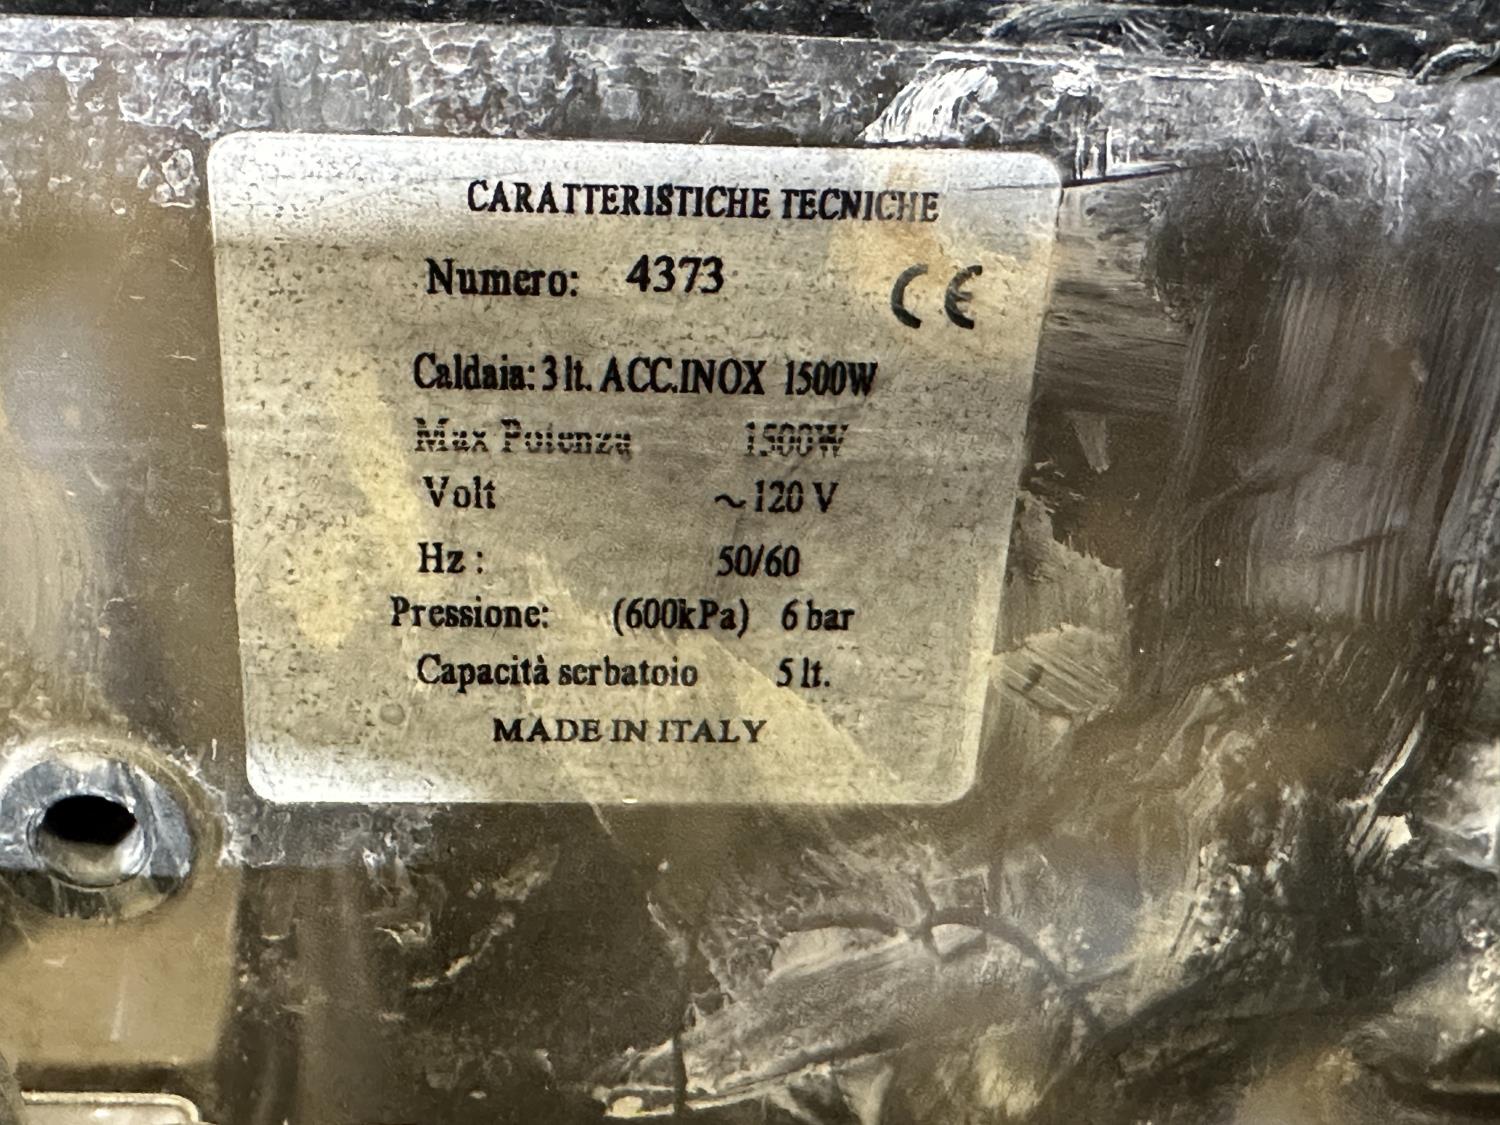 CARATTERISTICHE TECNICHE
Numero: 4373
CE
Caldaia: 3 lt. ACC.INOX 1500W
Max Potenza 1500W
Volt ~120 V
Hz : 50/60
Pressione: (600kPa) 6 bar
Capacità serbatoio 5 lt.
MADE IN ITALY